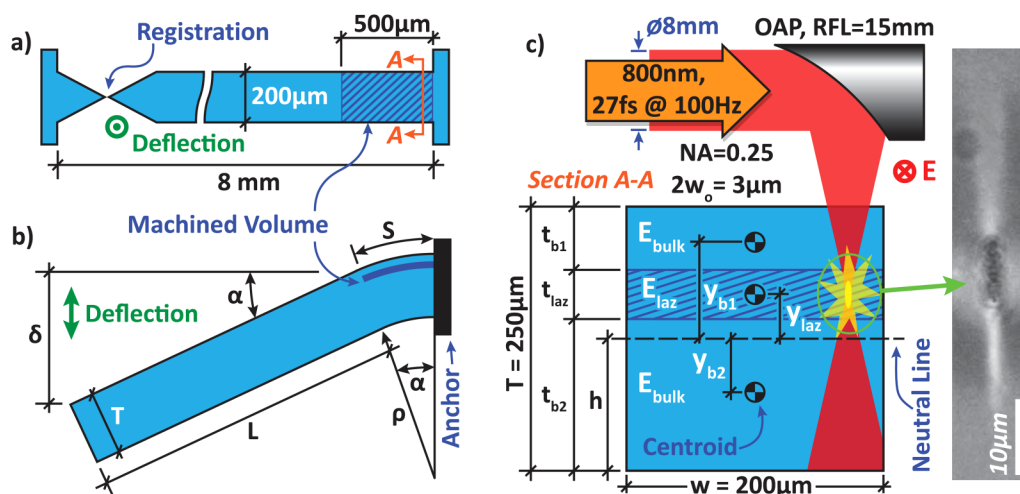 a)
Registration
500µm
A
200µm
A
Deflection
8 mm
Machined Volume
b)
S
α
δ
Deflection
T
L
α
ρ
Anchor
c)
ø8mm
OAP, RFL=15mm
800nm,
27fs @ 100Hz
NA=0.25
2wo= 3µm
E
Section A-A
T = 250µm
tb1
tlaz
tb2
Ebulk
Elaz
yb1
ylaz
yb2
h
Ebulk
Centroid
Neutral Line
w = 200µm
10µm